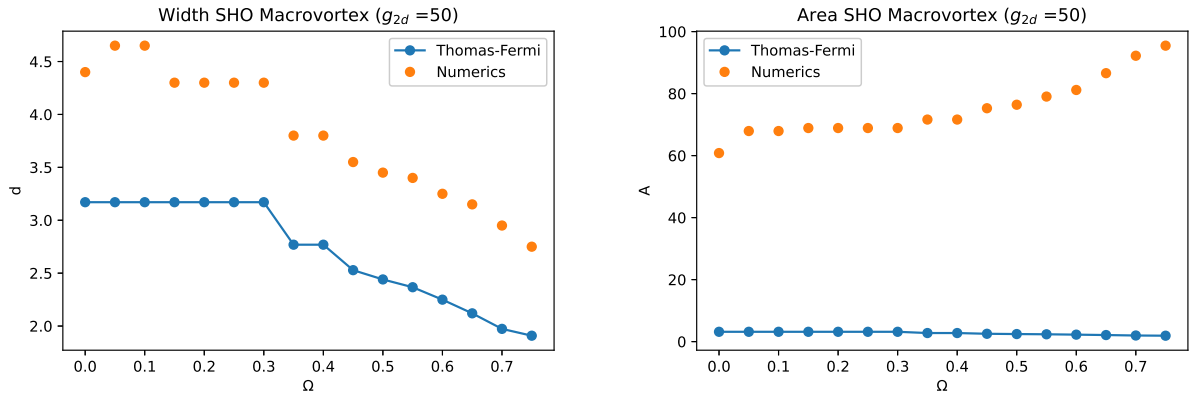 Width SHO Macrovortex (g2d =50)
4.5
4.0
3.5
3.0
2.5
2.0
d
Thomas-Fermi
Numerics
0.0 0.1 0.2 0.3 0.4 0.5 0.6 0.7
Ω
Area SHO Macrovortex (g2d =50)
100
80
60
40
20
0
A
Thomas-Fermi
Numerics
0.0 0.1 0.2 0.3 0.4 0.5 0.6 0.7
Ω